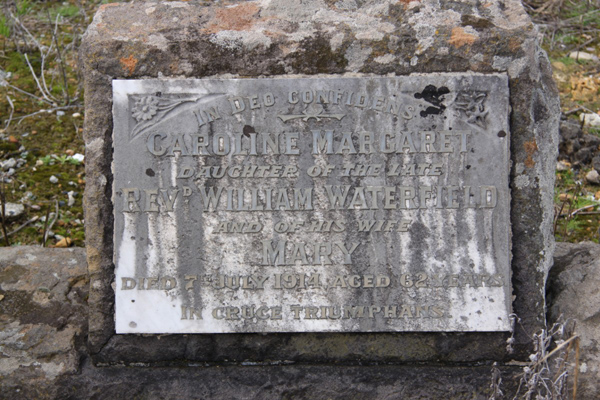 IN DEO CONFIDENS
CAROLINE MARGARET
DAUGHTER OF THE LATE
REVD WILLIAM WATERFIELD
AND OF HIS WIFE
MARY
DIED 7TH JULY 1914, AGED 62 YEARS.
IN CRUCE TRIUMPHANS.